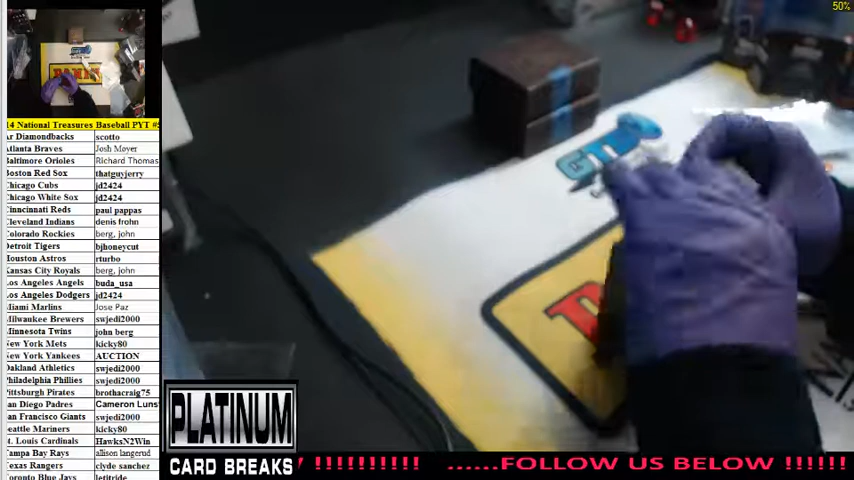 50%
14 National Treasures Baseball PYT #
Ar Diamondbacks scotto
Atlanta Braves Josh Moyer
Baltimore Orioles Richard Thomas
Boston Red Sox thatguyjerry
Chicago Cubs jd2424
Chicago White Sox jd2424
Cincinnati Reds paul pappas
Cleveland Indians denis frohn
Colorado Rockies berg, john
Detroit Tigers bjhoneycut
Houston Astros rturbo
Kansas City Royals berg, john
Los Angeles Angels buda_usa
Los Angeles Dodgers jd2424
Miami Marlins Jose Paz
Milwaukee Brewers swjedi2000
Minnesota Twins john berg
New York Mets kicky80
New York Yankees AUCTION
Oakland Athletics swjedi2000
Philadelphia Phillies swjedi2000
Pittsburgh Pirates brothacraig75
San Diego Padres Cameron Luns
San Francisco Giants swjedi2000
Seattle Mariners kicky80
St. Louis Cardinals HawksN2Win
Tampa Bay Rays allison langerud
Texas Rangers clyde sanchez
Toronto Blue Jays letitride
GTS
PLATINUM
CARD BREAKS
!!!!!!!!!! ......FOLLOW US BELOW !!!!!!